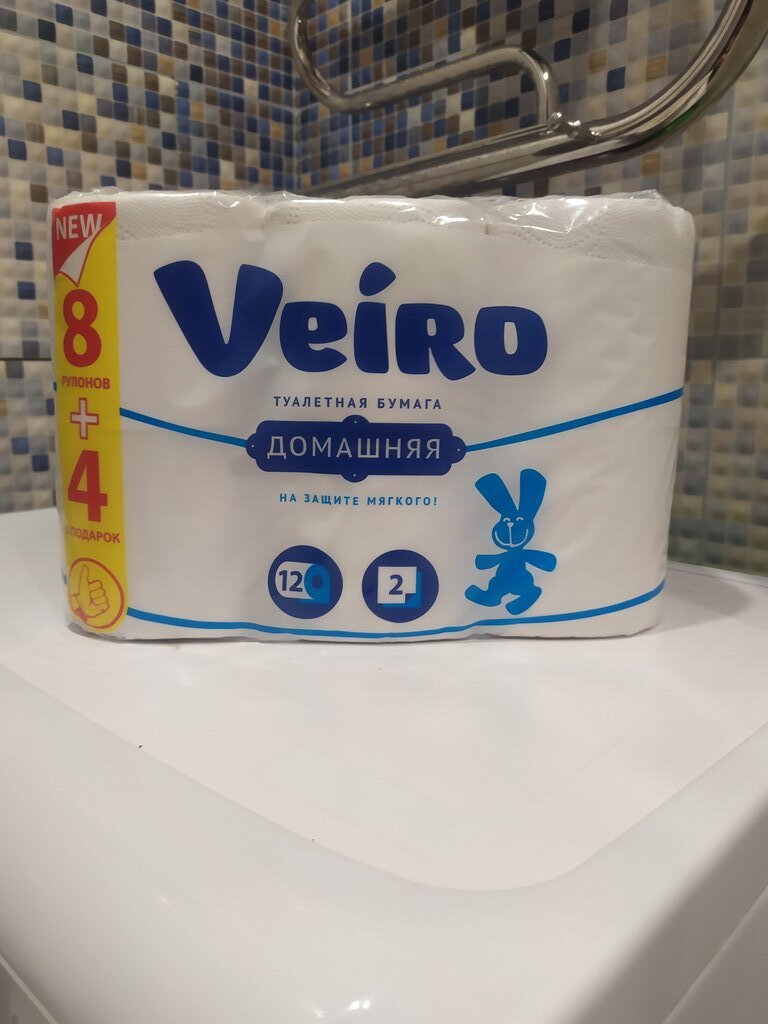 NEW
8
РУЛОНОВ
+
4
ПОДАРОК
Veiro
ТУАЛЕТНАЯ БУМАГА
ДОМАШНЯЯ
НА ЗАЩИТЕ МЯГКОГО!
12
2